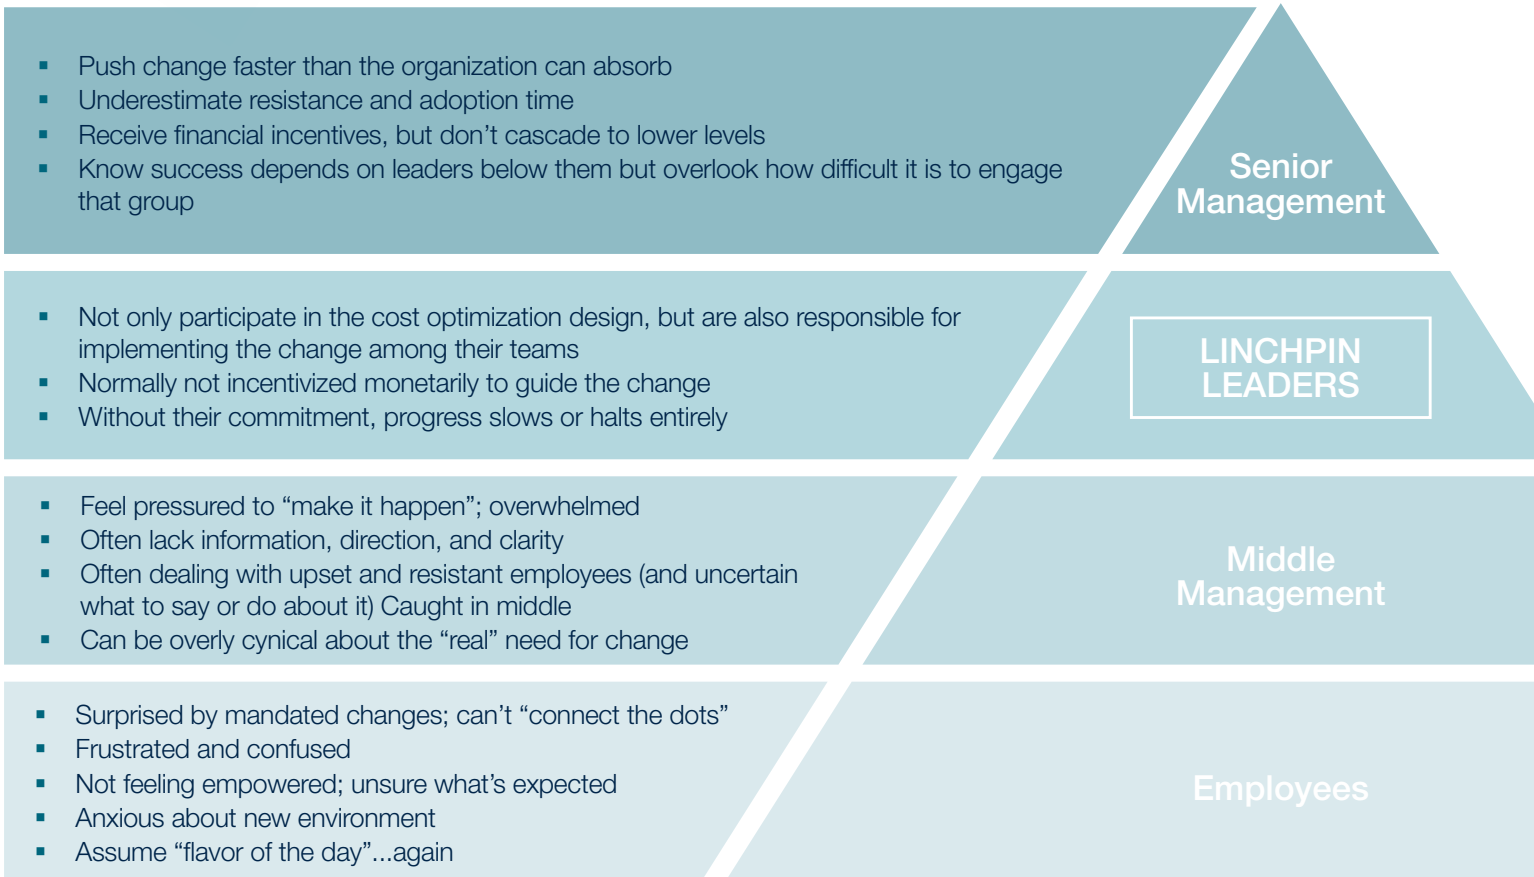 ▪ Push change faster than the organization can absorb
▪ Underestimate resistance and adoption time
▪ Receive financial incentives, but don’t cascade to lower levels
▪ Know success depends on leaders below them but overlook how difficult it is to engage
that group
Senior
Management
▪ Not only participate in the cost optimization design, but are also responsible for
implementing the change among their teams
▪ Normally not incentivized monetarily to guide the change
▪ Without their commitment, progress slows or halts entirely
LINCHPIN
LEADERS
▪ Feel pressured to “make it happen”; overwhelmed
▪ Often lack information, direction, and clarity
▪ Often dealing with upset and resistant employees (and uncertain
what to say or do about it) Caught in middle
▪ Can be overly cynical about the “real” need for change
Middle
Management
▪ Surprised by mandated changes; can’t “connect the dots”
▪ Frustrated and confused
▪ Not feeling empowered; unsure what’s expected
▪ Anxious about new environment
▪ Assume “flavor of the day”...again
Employees